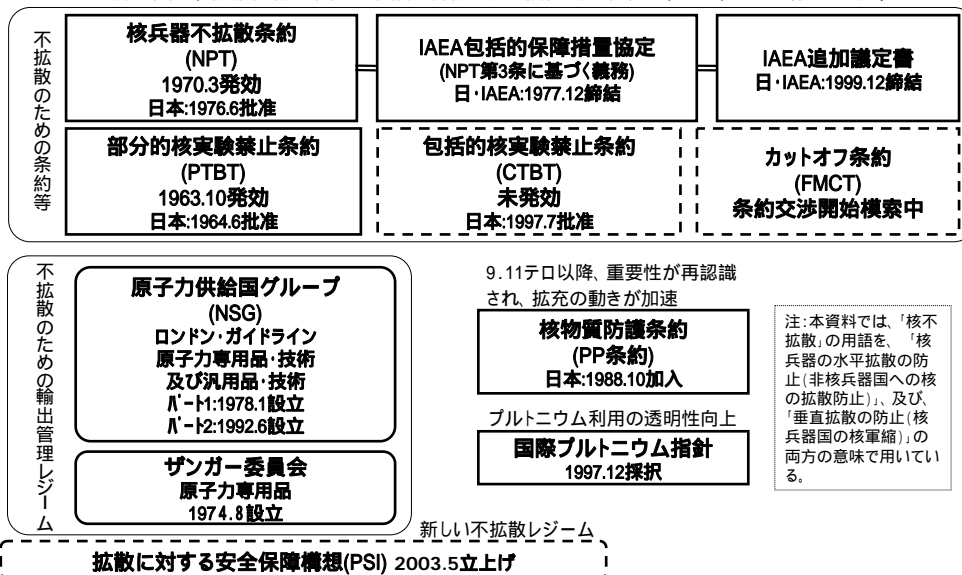 不拡散のための条約等
核兵器不拡散条約
(NPT)
1970.3発効
日本:1976.6批准
IAEA包括的保障措置協定
(NPT第3条に基づく義務)
日・IAEA:1977.12締結
IAEA追加議定書
日・IAEA:1999.12締結
部分的核実験禁止条約
(PTBT)
1963.10発効
日本:1964.6批准
包括的核実験禁止条約
(CTBT)
未発効
日本:1997.7批准
カットオフ条約
(FMCT)
条約交渉開始模索中
不拡散のための輸出管理レジーム
原子力供給国グループ
(NSG)
ロンドン・ガイドライン
原子力専用品・技術
及び汎用品・技術
パート1:1978.1設立
パート2:1992.6設立
ザンガー委員会
原子力専用品
1974.8設立
9.11テロ以降、重要性が再認識
され、拡充の動きが加速
核物質防護条約
(PP条約)
日本:1988.10加入
プルトニウム利用の透明性向上
国際プルトニウム指針
1997.12採択
注:本資料では、「核不
拡散」の用語を、「核
兵器の水平拡散の防
止(非核兵器国への核
の拡散防止)」、及び、
「垂直拡散の防止(核
兵器国の核軍縮)」の
両方の意味で用いてい
る。
新しい不拡散レジーム
拡散に対する安全保障構想(PSI) 2003.5立上げ